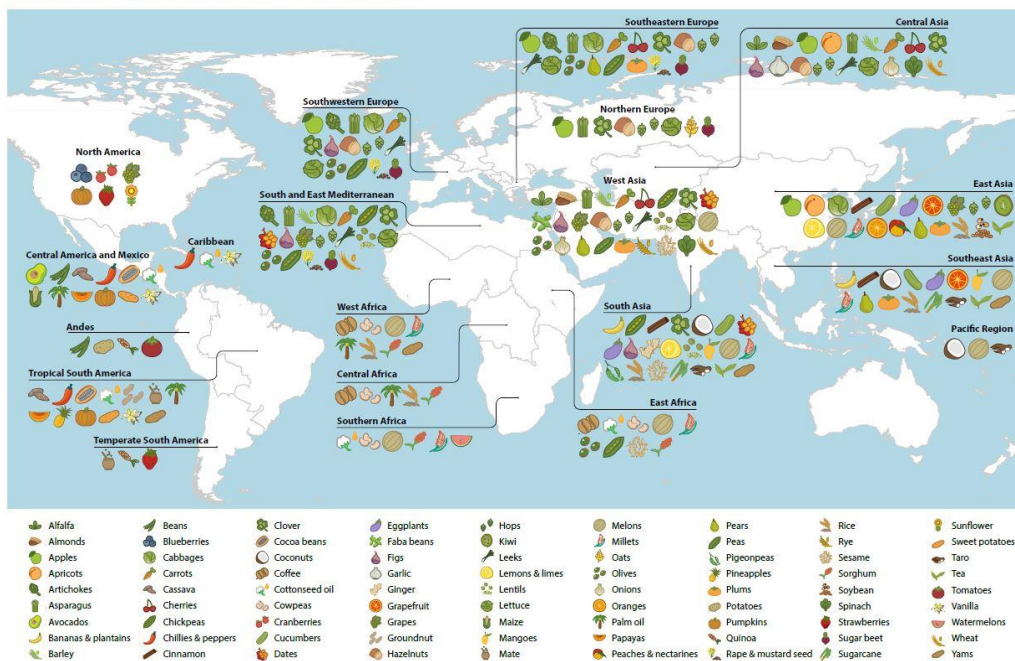 Southeastern Europe
Central Asia
Southwestern Europe
Northern Europe
North America
South and East Mediterranean
West Asia
East Asia
Caribbean
Central America and Mexico
Southeast Asia
West Africa
South Asia
Andes
Pacific Region
Tropical South America
Central Africa
East Africa
Southern Africa
Temperate South America
Alfalfa Beans Clover Eggplants Hops Melons Pears Rice Sunflower
Almonds Blueberries Cocoa beans Faba beans Kiwi Millets Peas Rye Sweet potatoes
Apples Cabbages Coconuts Figs Leeks Oats Pigeonpeas Sesame Taro
Apricots Carrots Coffee Garlic Lemons & limes Olives Pineapples Sorghum Tea
Artichokes Cassava Cottonseed oil Ginger Lentils Onions Plums Soybean Tomatoes
Asparagus Cherries Cowpeas Grapefruit Lettuce Oranges Potatoes Spinach Vanilla
Avocados Chickpeas Cranberries Grapes Maize Palm oil Pumpkins Strawberries Watermelons
Bananas & plantains Chillies & peppers Cucumbers Groundnut Mangoes Papayas Quinoa Sugar beet Wheat
Barley Cinnamon Dates Hazelnuts Mate Peaches & nectarines Rape & mustard seed Sugarcane Yams